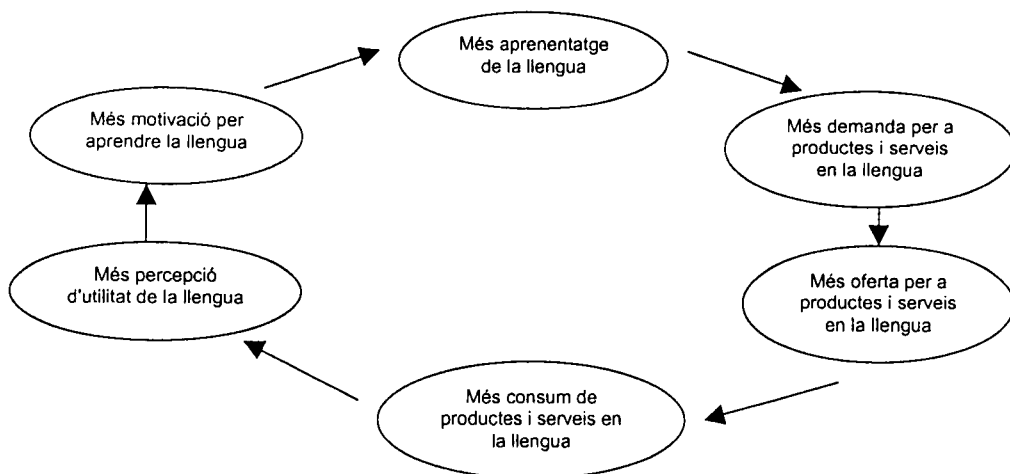 Més aprenentatge
de la llengua
Més demanda per a
productes i serveis
en la llengua
Més oferta per a
productes i serveis
en la llengua
Més consum de
productes i serveis en
la llengua
Més percepció
d'utilitat de la llengua
Més motivació per
aprendre la llengua